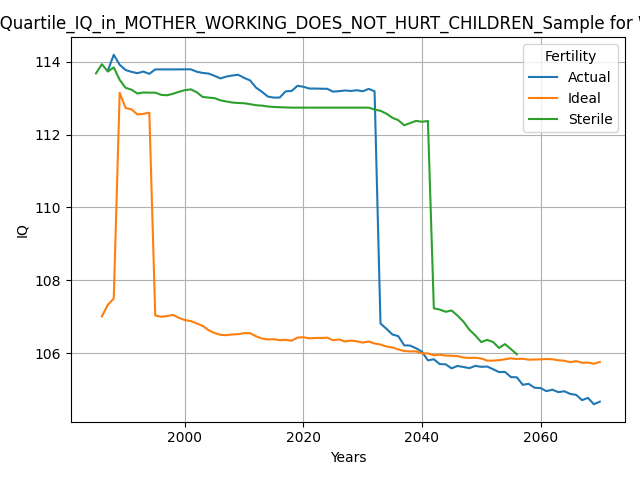 Quartile_IQ_in_MOTHER_WORKING_DOES_NOT_HURT_CHILDREN_Sample for
Fertility
Actual
Ideal
Sterile
114
112
110
108
106
IQ
2000
2020
2040
2060
Years